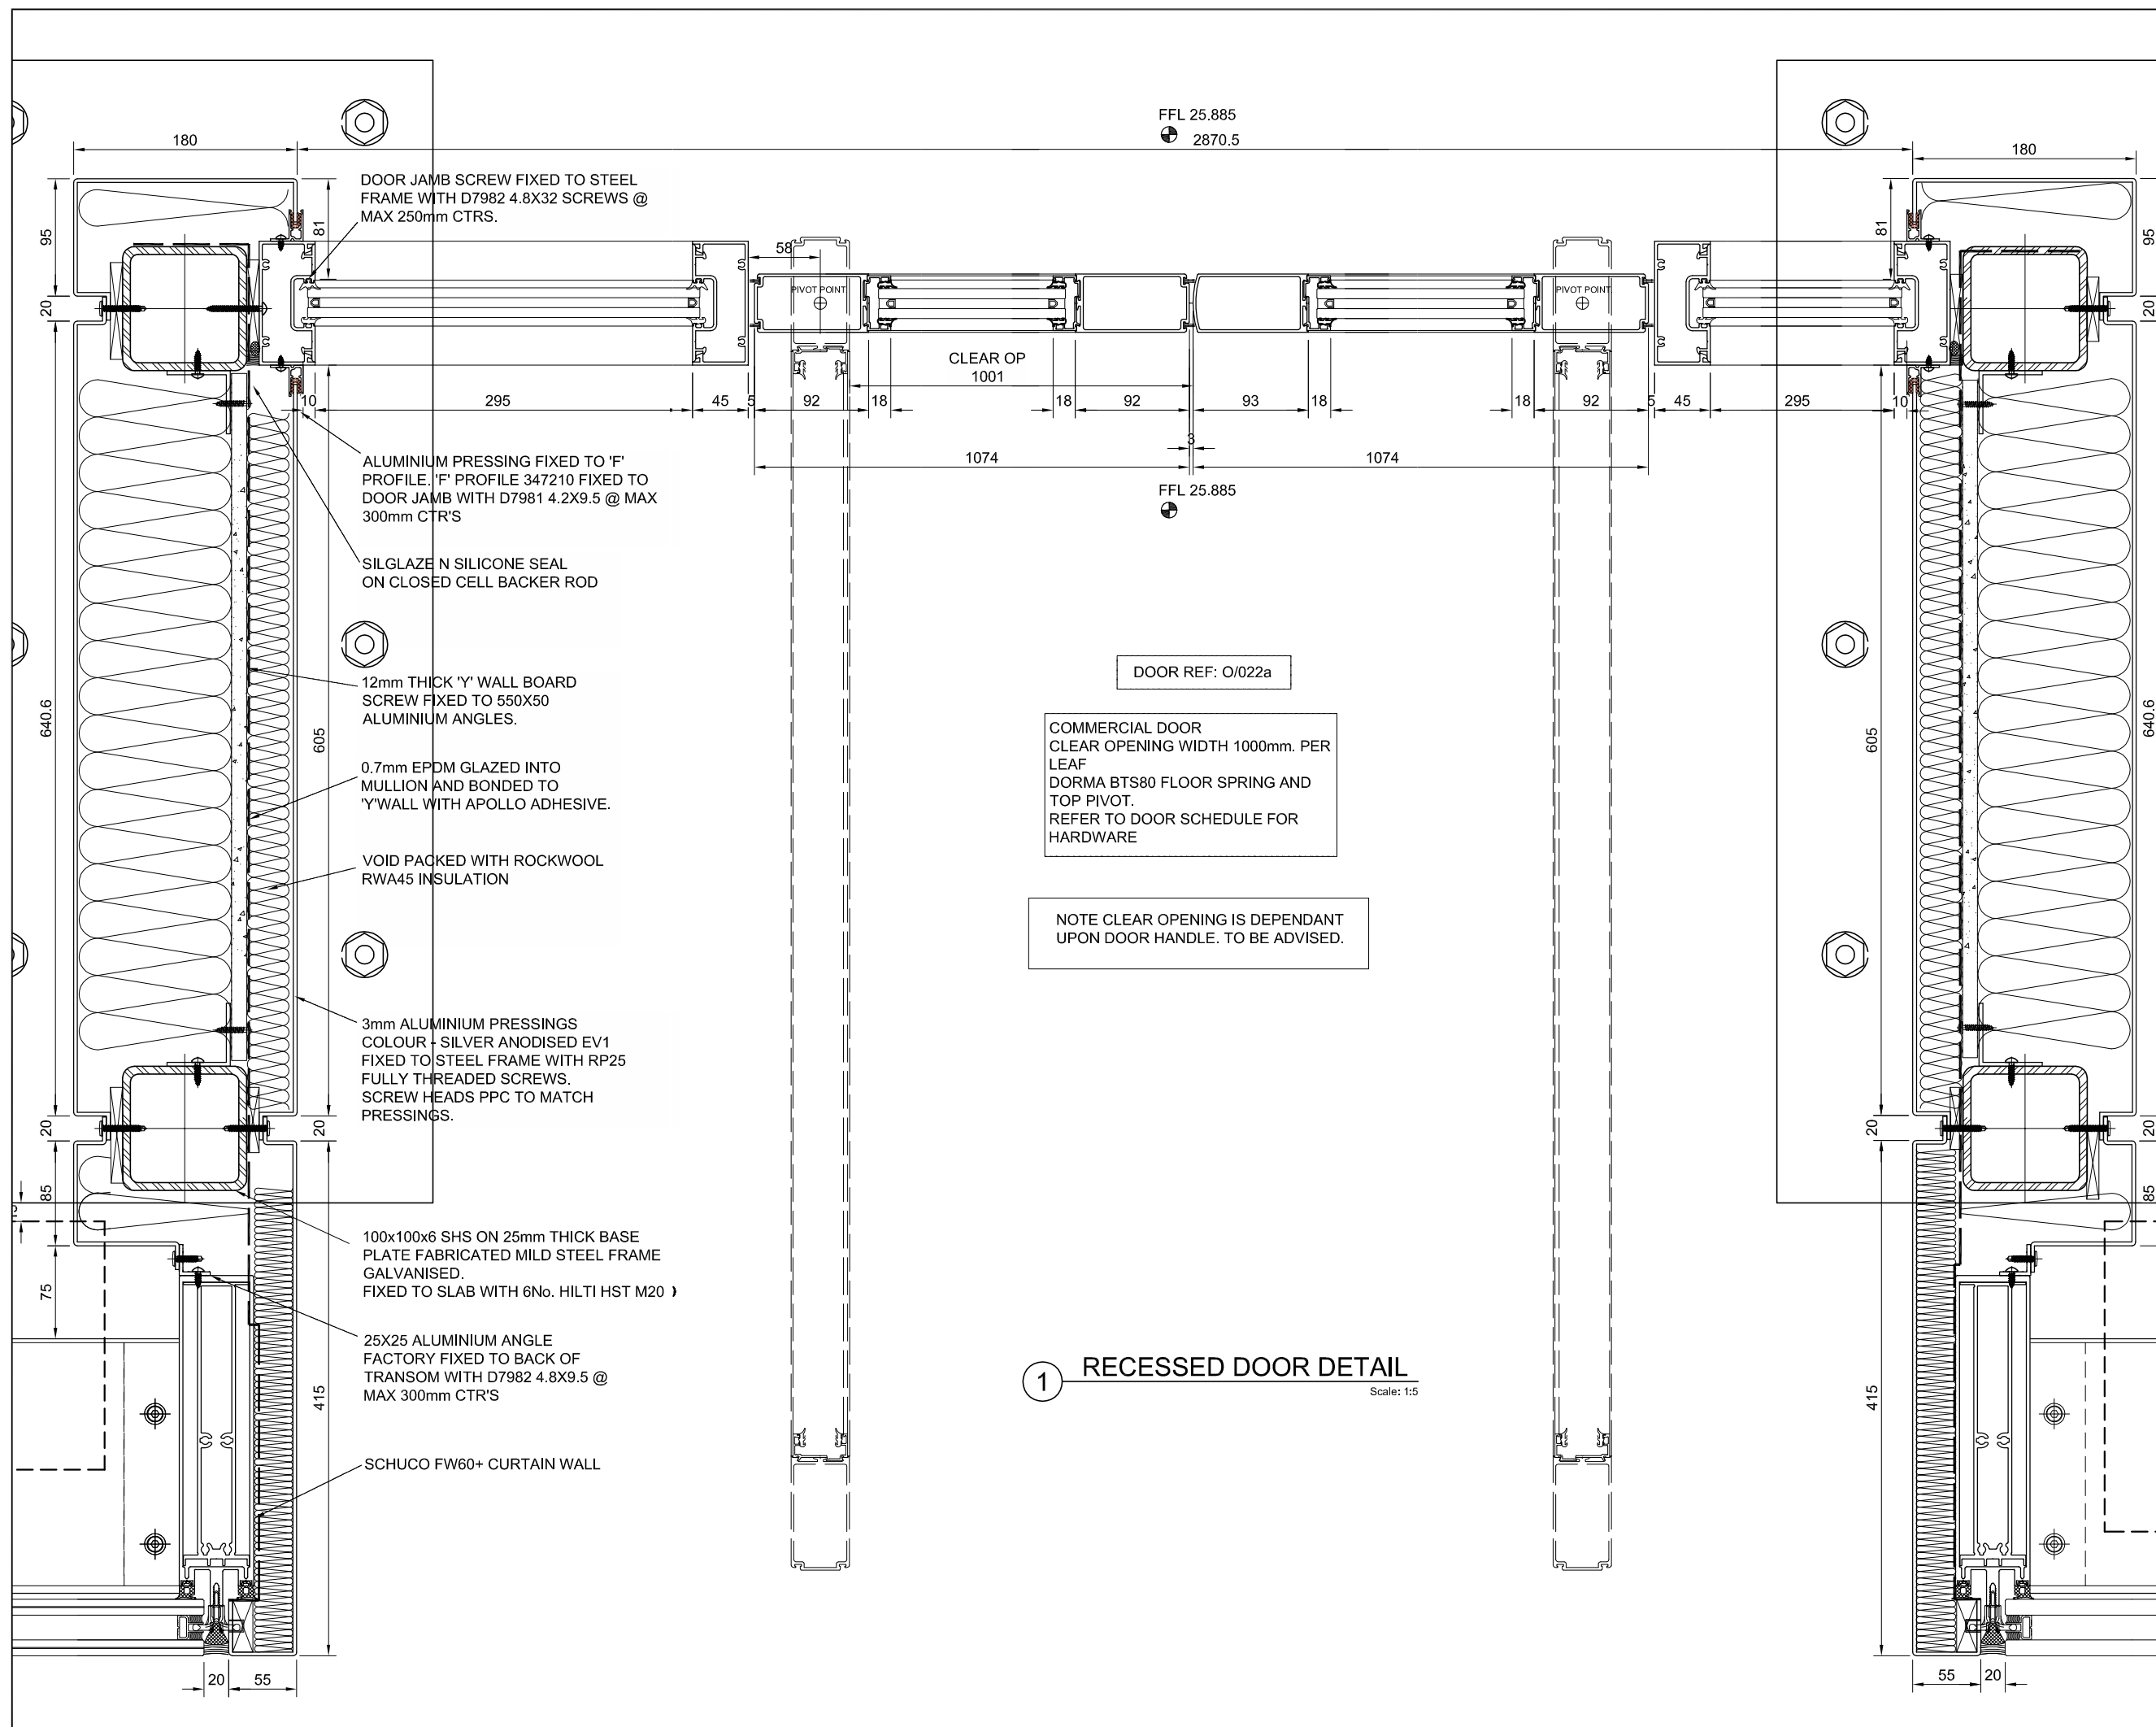 FFL 25.885
2870.5
180
180
DOOR JAMB SCREW FIXED TO STEEL
FRAME WITH D7982 4.8X32 SCREWS @
MAX 250mm CTRS.
95
81
81
95
20
20
58
PIVOT POINT
PIVOT POINT
CLEAR OP
1001
10
295
45
5
92
18
18
92
93
18
18
92
5
45
295
10
3
1074
1074
FFL 25.885
ALUMINIUM PRESSING FIXED TO 'F'
PROFILE. 'F' PROFILE 347210 FIXED TO
DOOR JAMB WITH D7981 4.2X9.5 @ MAX
300mm CTR'S
SILGLAZE N SILICONE SEAL
ON CLOSED CELL BACKER ROD
12mm THICK 'Y' WALL BOARD
SCREW FIXED TO 550X50
ALUMINIUM ANGLES.
640.6
605
605
640.6
0.7mm EPDM GLAZED INTO
MULLION AND BONDED TO
'Y'WALL WITH APOLLO ADHESIVE.
VOID PACKED WITH ROCKWOOL
RWA45 INSULATION
DOOR REF: O/022a
COMMERCIAL DOOR
CLEAR OPENING WIDTH 1000mm. PER
LEAF
DORMA BTS80 FLOOR SPRING AND
TOP PIVOT.
REFER TO DOOR SCHEDULE FOR
HARDWARE
NOTE CLEAR OPENING IS DEPENDANT
UPON DOOR HANDLE. TO BE ADVISED.
3mm ALUMINIUM PRESSINGS
COLOUR - SILVER ANODISED EV1
FIXED TO STEEL FRAME WITH RP25
FULLY THREADED SCREWS.
SCREW HEADS PPC TO MATCH
PRESSINGS.
20
20
20
20
85
85
100x100x6 SHS ON 25mm THICK BASE
PLATE FABRICATED MILD STEEL FRAME
GALVANISED.
FIXED TO SLAB WITH 6No. HILTI HST M20
75
25X25 ALUMINIUM ANGLE
FACTORY FIXED TO BACK OF
TRANSOM WITH D7982 4.8X9.5 @
MAX 300mm CTR'S
415
415
SCHUCO FW60+ CURTAIN WALL
1
RECESSED DOOR DETAIL
Scale: 1:5
20
55
55
20